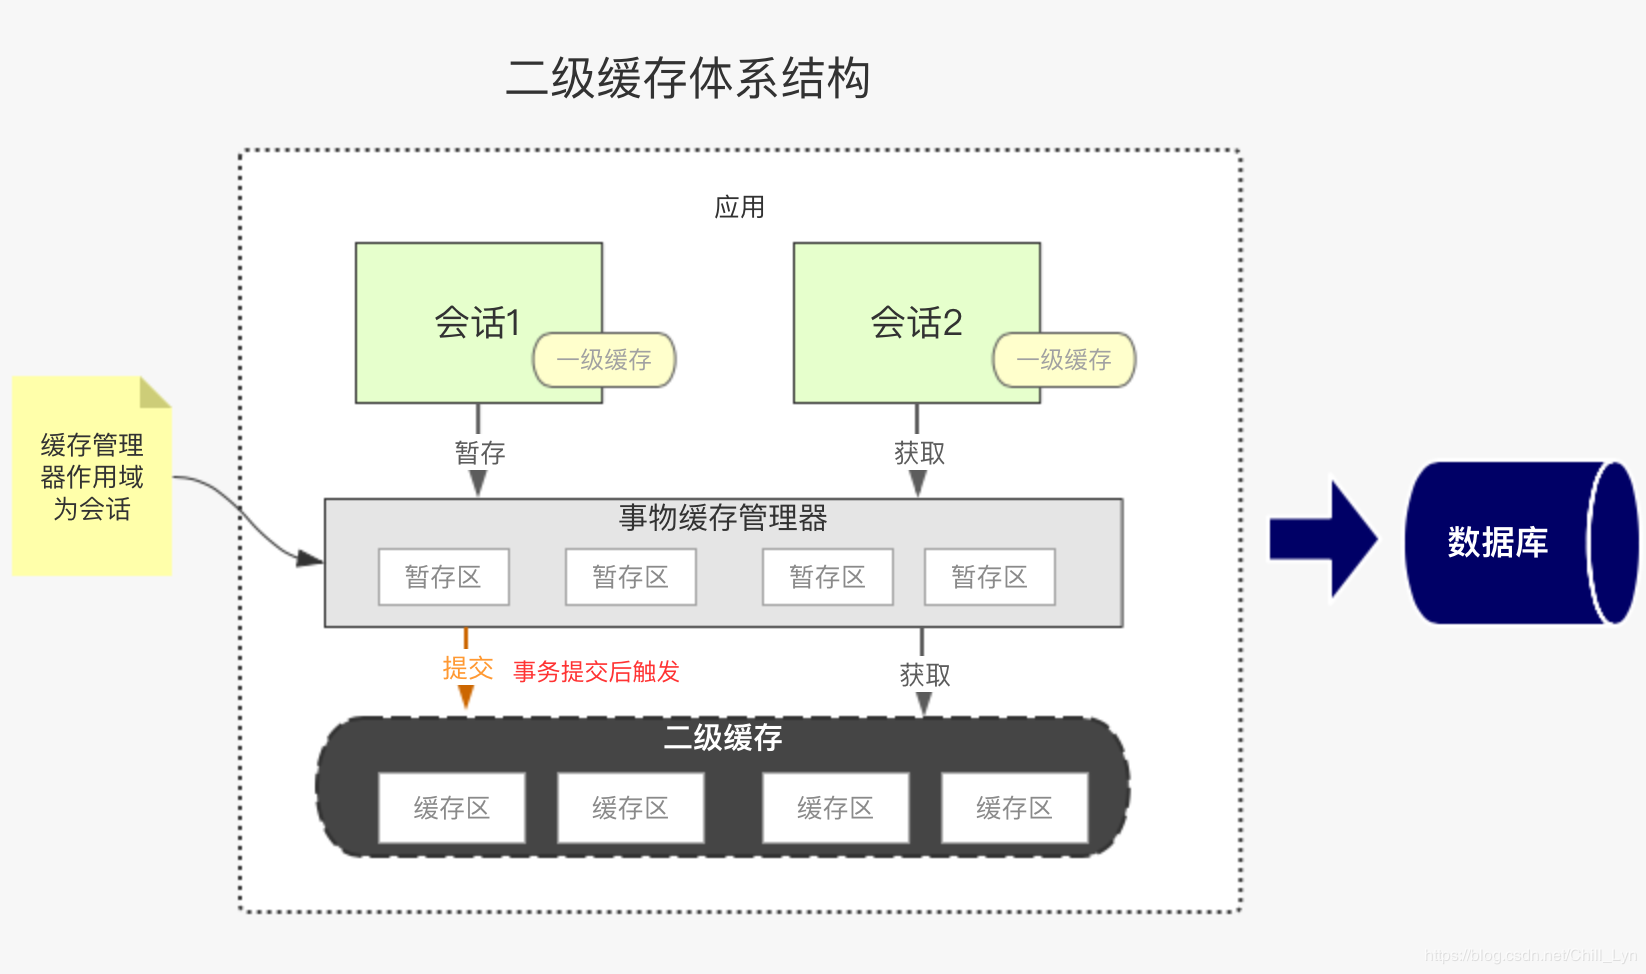 二级缓存体系结构
应用
会话1
一级缓存
会话2
一级缓存
缓存管理
器作用域
为会话
暂存
获取
事物缓存管理器
暂存区
暂存区
暂存区
暂存区
数据库
提交
事务提交后触发
获取
二级缓存
缓存区
缓存区
缓存区
缓存区
https://blog.csdn.net/Chill_Lyn